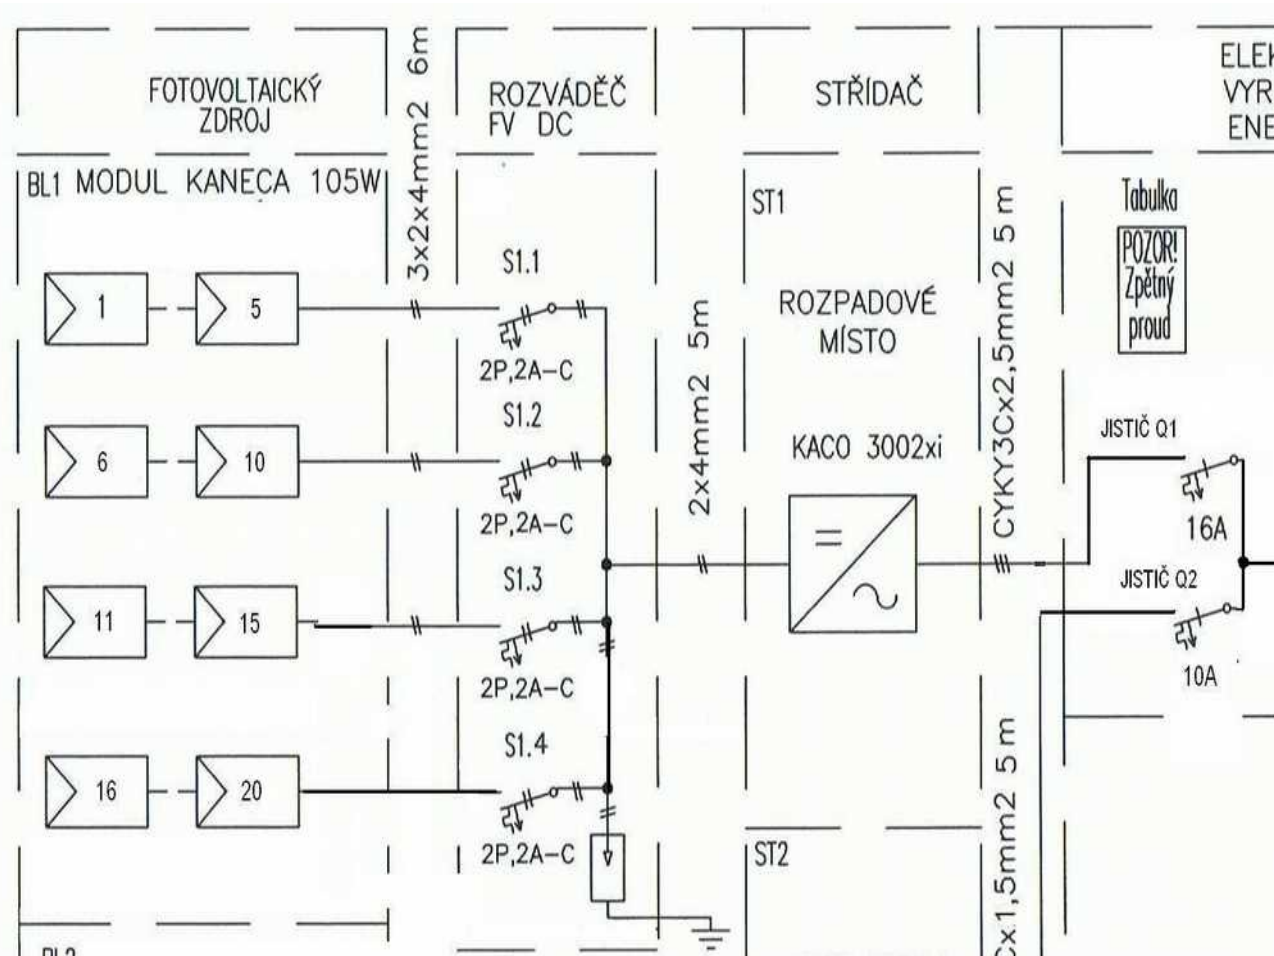 FOTOVOLTAICKÝ
ZDROJ
3x2x4mm2 6m
ROZVÁDĚČ
FV DC
STŘÍDAČ
BL1 MODUL KANECA 105W
1
5
6
10
11
15
16
20
S1.1
2P,2A-C
S1.2
2P,2A-C
S1.3
2P,2A-C
S1.4
2P,2A-C
2x4mm2 5m
ST1
ROZPADOVÉ
MÍSTO
KACO 3002xi
ST2
CYKY3Cx2,5mm2 5m
Cx1,5mm2 5m
Tabulka
POZOR!
Zpětný
proud
JISTIČ Q1
16A
JISTIČ Q2
10A